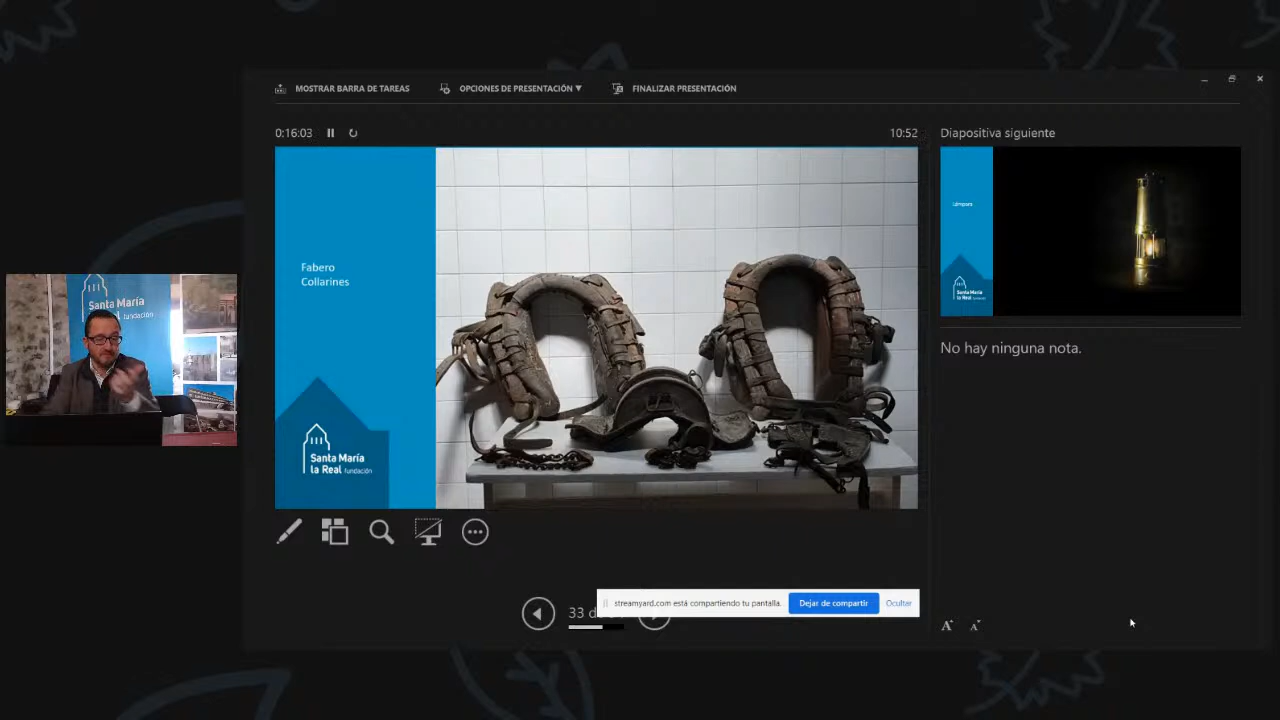 MOSTRAR BARRA DE TAREAS
OPCIONES DE PRESENTACIÓN ▼
FINALIZAR PRESENTACIÓN
0:16:03
10:52
Diapositiva siguiente
Fabero
Collarines
Santa María
la Real fundación
Lámpara
Santa María
la Real
No hay ninguna nota.
Santa María
fundación
33 d
streamyard.com está compartiendo tu pantalla.
Dejar de compartir
Ocultar
A
A